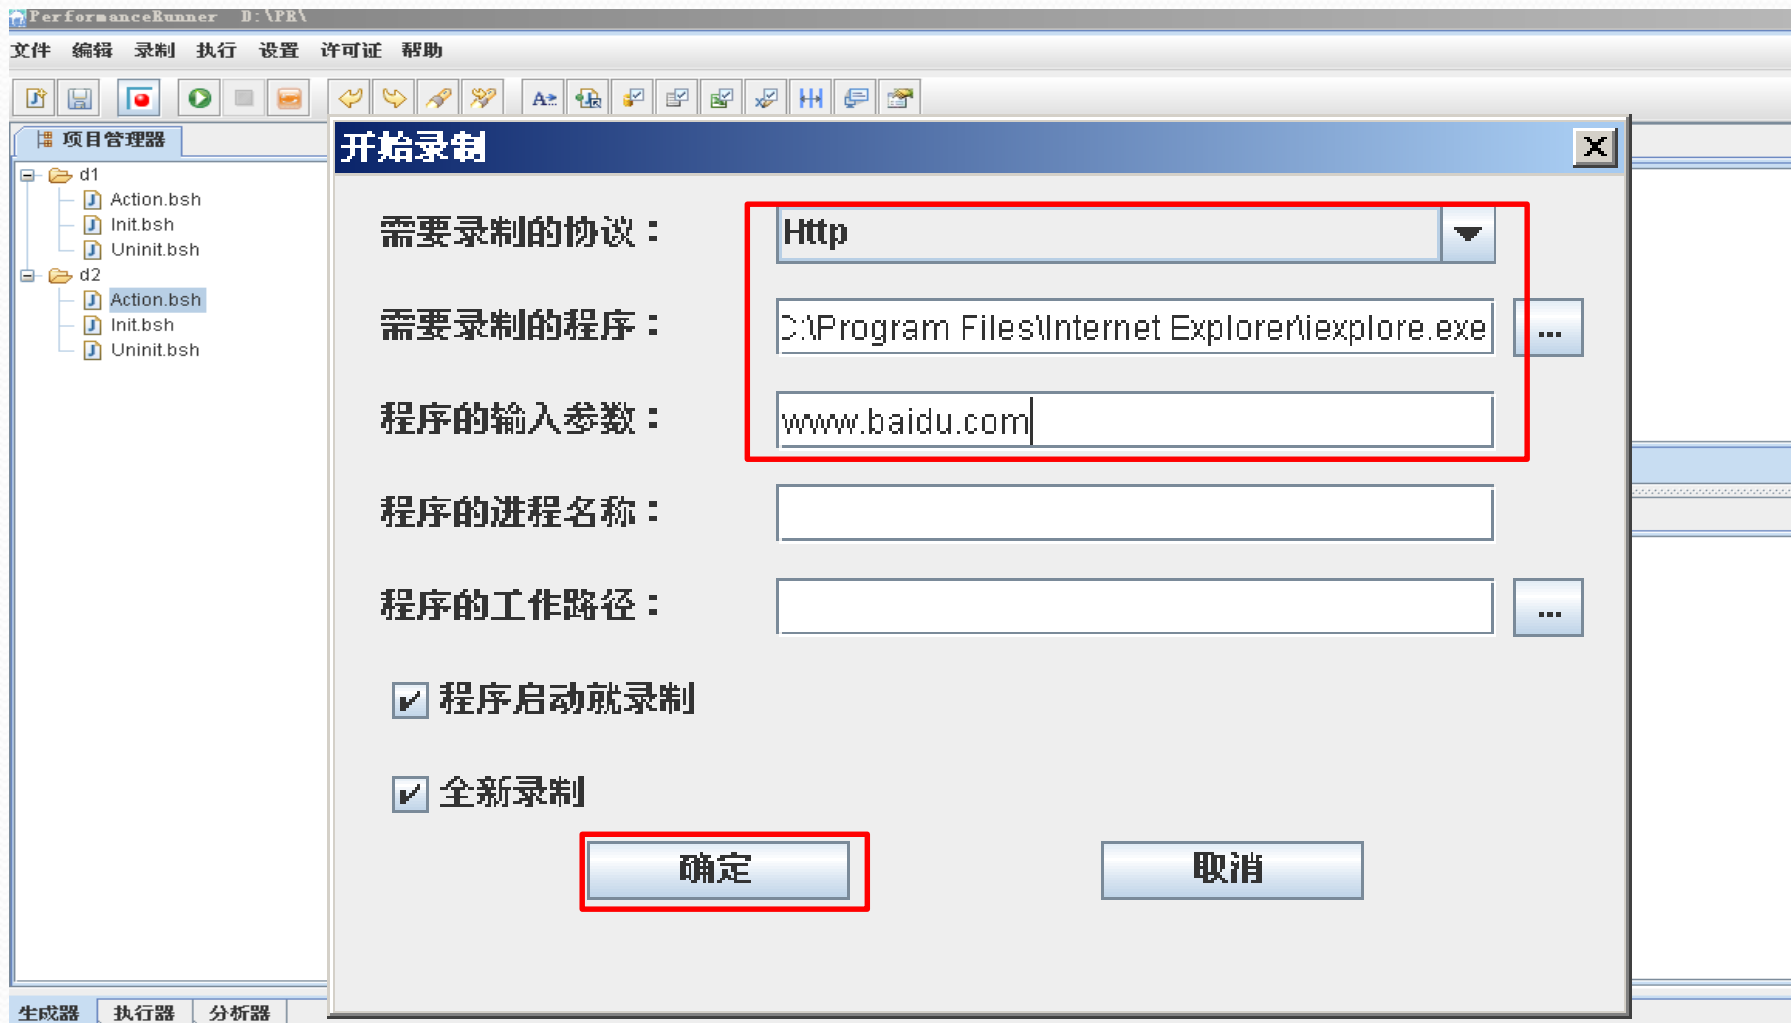 PerformanceRunner D:\PR\
文件 编辑 录制 执行 设置 许可证 帮助
项目管理器
d1
Action.bsh
Init.bsh
Uninit.bsh
d2
Action.bsh
Init.bsh
Uninit.bsh
开始录制
需要录制的协议： Http
需要录制的程序： C:\Program Files\Internet Explorer\iexplore.exe ...
程序的输入参数： www.baidu.com
程序的进程名称：
程序的工作路径： ...
程序启动就录制
全新录制
确定 取消
生成器 执行器 分析器